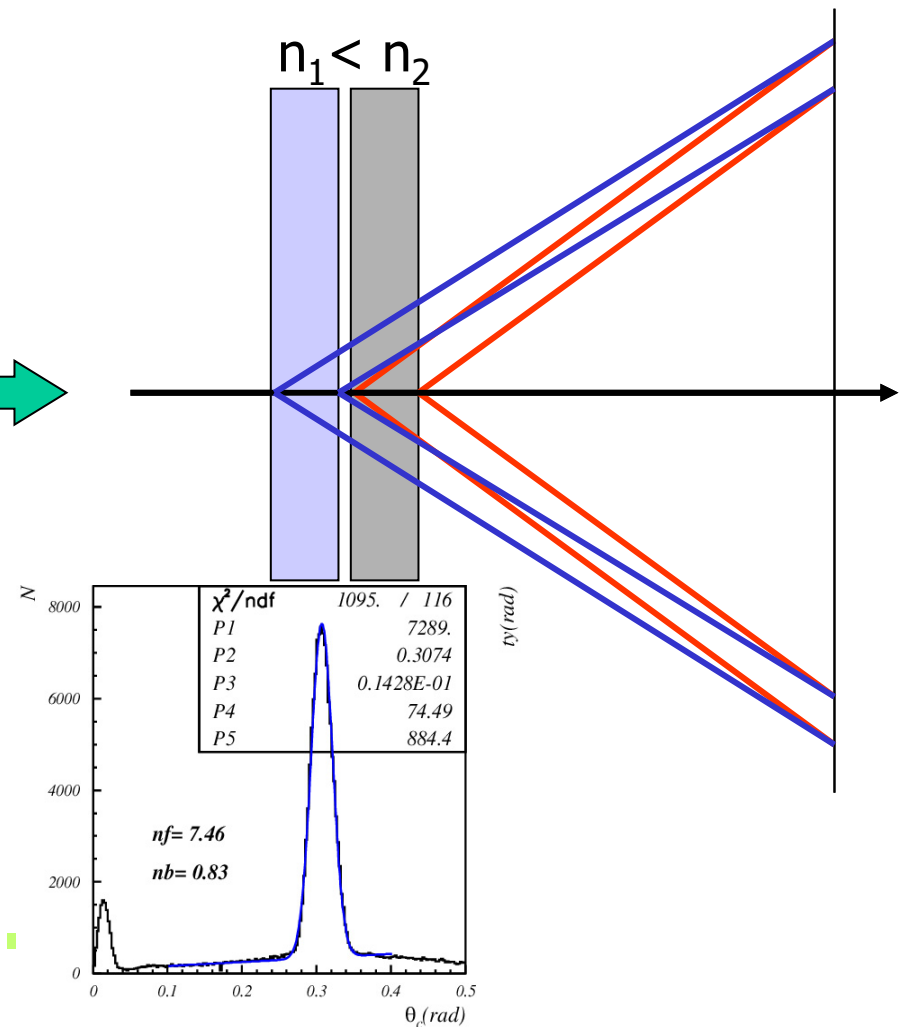 n₁< n₂
N
ty(rad)
χ²/ndf 1095. / 116
P1 7289.
P2 0.3074
P3 0.1428E-01
P4 74.49
P5 884.4
8000
6000
4000
2000
0
nf= 7.46
nb= 0.83
0 0.1 0.2 0.3 0.4 0.5
θc(rad)